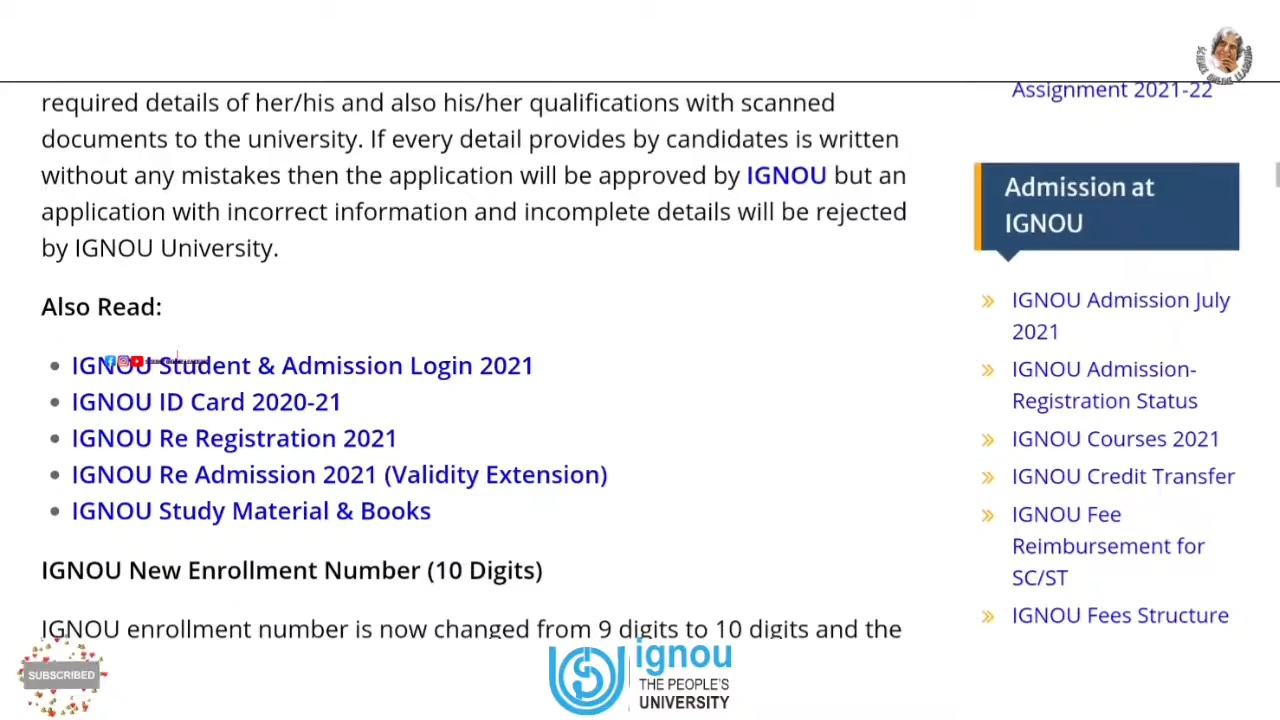 required details of her/his and also his/her qualifications with scanned
documents to the university. If every detail provides by candidates is written
without any mistakes then the application will be approved by IGNOU but an
application with incorrect information and incomplete details will be rejected
by IGNOU University.
Also Read:
IGNOU Student & Admission Login 2021
IGNOU ID Card 2020-21
IGNOU Re Registration 2021
IGNOU Re Admission 2021 (Validity Extension)
IGNOU Study Material & Books
IGNOU New Enrollment Number (10 Digits)
IGNOU enrollment number is now changed from 9 digits to 10 digits and the
Assignment 2021-22
Admission at
IGNOU
IGNOU Admission July
2021
IGNOU Admission-
Registration Status
IGNOU Courses 2021
IGNOU Credit Transfer
IGNOU Fee
Reimbursement for
SC/ST
IGNOU Fees Structure
SUBSCRIBED
ignou
THE PEOPLE'S
UNIVERSITY